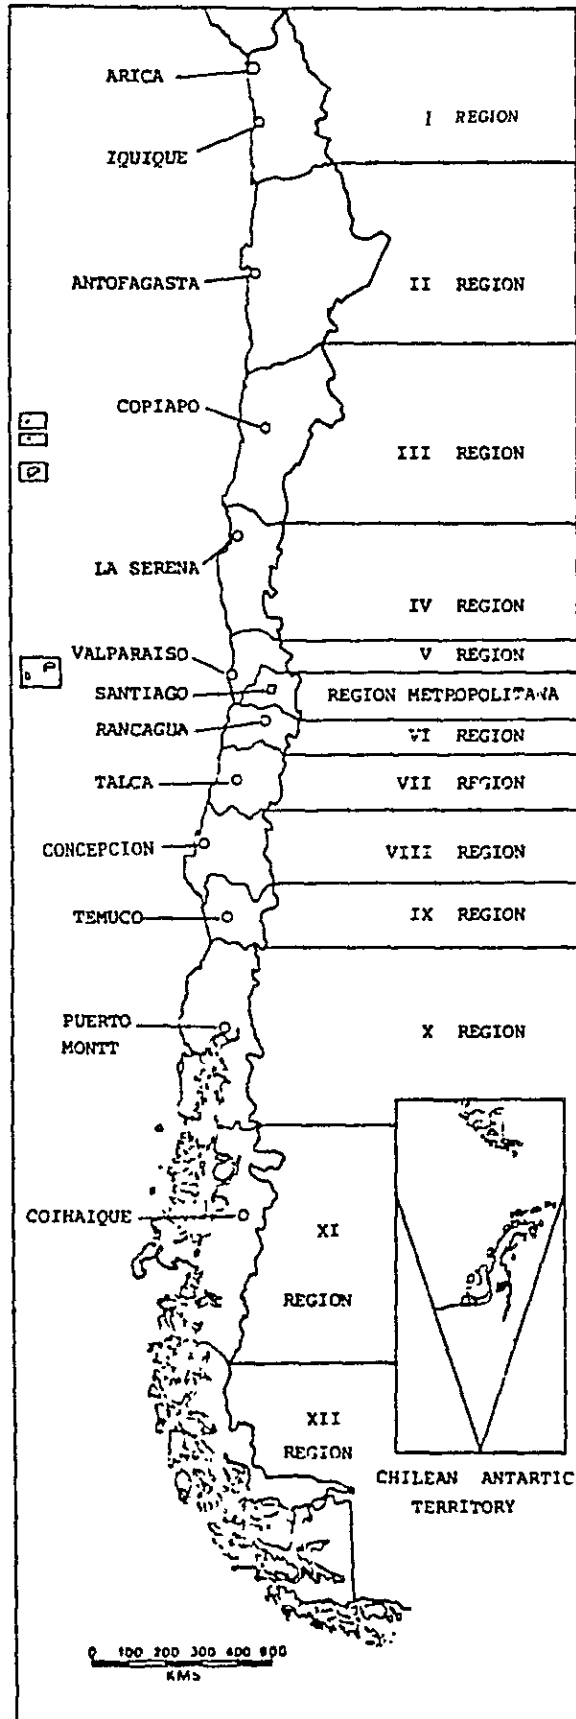 ARICA
I REGION
IQUIQUE
ANTOFAGASTA
II REGION
COPIAPO
III REGION
LA SERENA
IV REGION
VALPARAISO
V REGION
SANTIAGO
REGION METROPOLITANA
RANCAGUA
VI REGION
TALCA
VII REGION
CONCEPCION
VIII REGION
TEMUCO
IX REGION
PUERTO
MONTT
X REGION
COIHAIQUE
XI
REGION
XII
REGION
CHILEAN ANTARTIC
TERRITORY
0 100 200 300 400 500
KMS